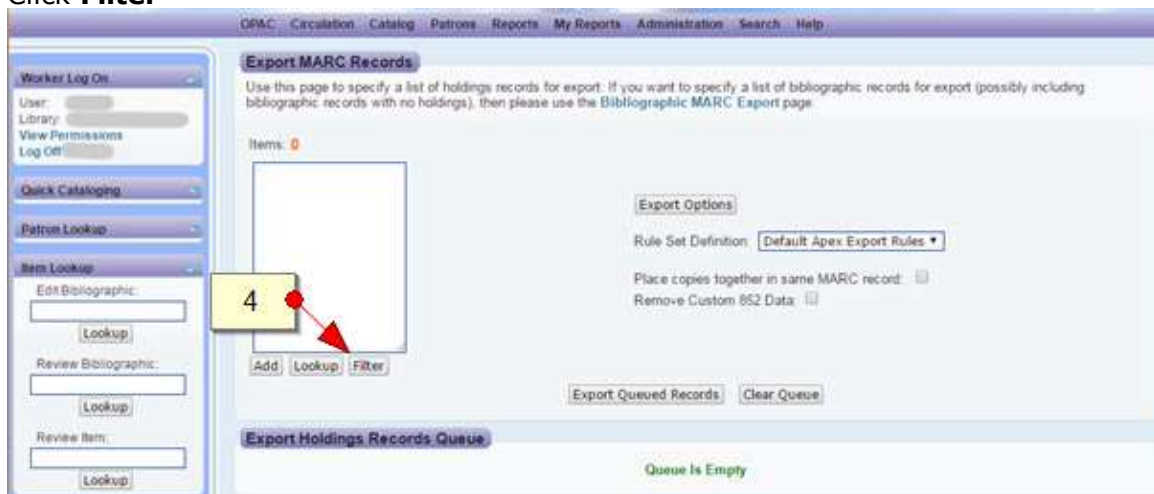 Click Filter
OPAC Circulation Catalog Patrons Reports My Reports Administration Search Help
Worker Log On
User:
Library:
View Permissions
Log Off
Quick Cataloging
Patron Lookup
Item Lookup
Edit Bibliographic:
Lookup
Review Bibliographic:
Lookup
Review Item:
Lookup
Export MARC Records
Use this page to specify a list of holdings records for export. If you want to specify a list of bibliographic records for export (possibly including
bibliographic records with no holdings), then please use the Bibliographic MARC Export page.
Items: 0
4
Add Lookup Filter
Export Options
Rule Set Definition: Default Apex Export Rules
Place copies together in same MARC record:
Remove Custom 852 Data:
Export Queued Records Clear Queue
Export Holdings Records Queue
Queue Is Empty